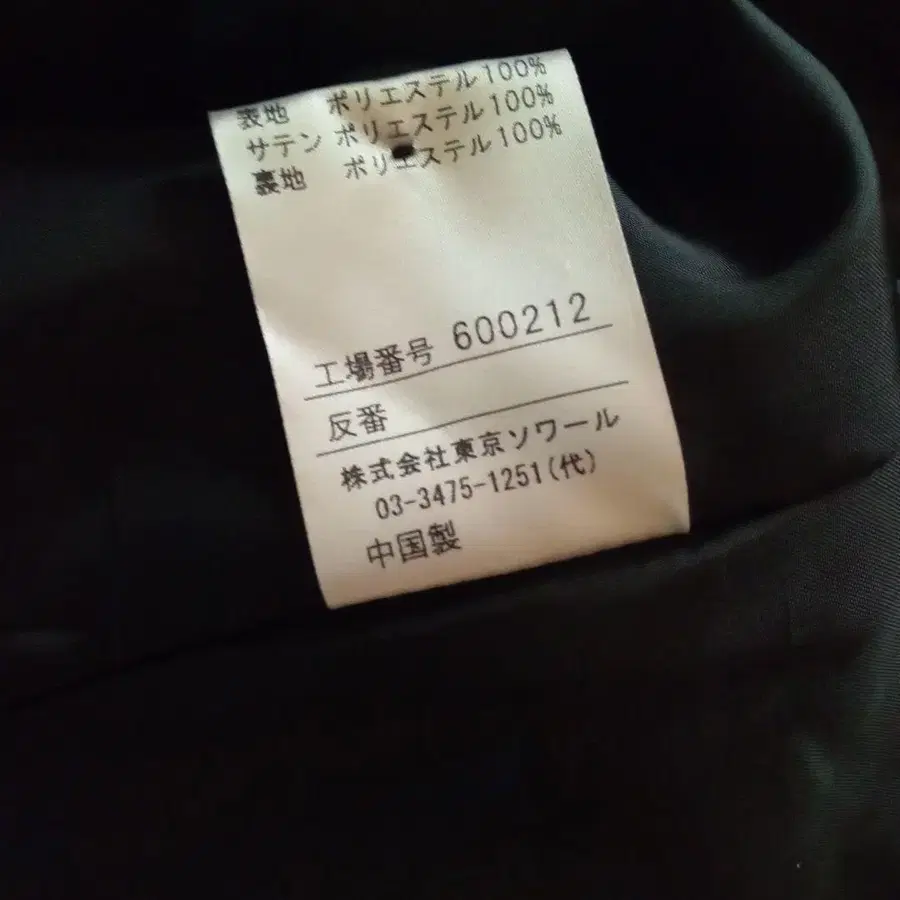 表地 ポリエステル100%
サテン ポリエステル100%
裏地 ポリエステル100%
工場番号 600212
反番
株式会社東京ソワール
03-3475-1251(代)
中国製